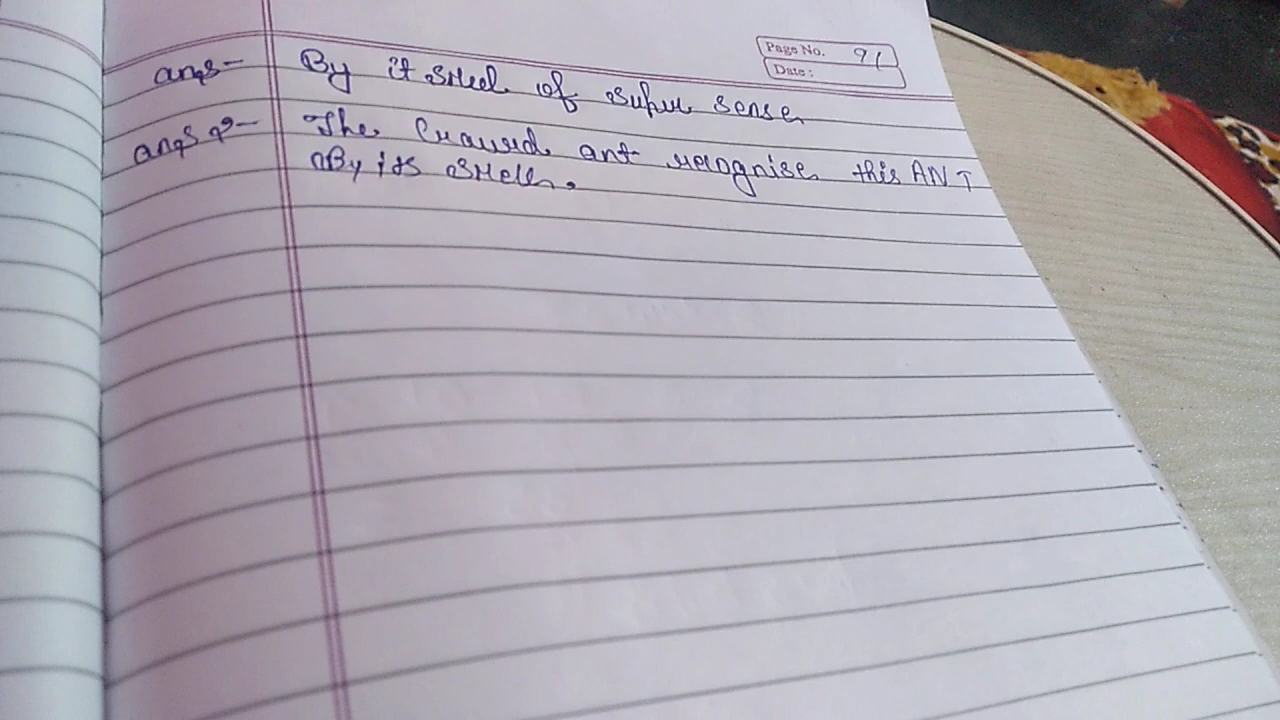 Page No. 91
Date:
ans- By it smell of super sense
ans 2- The Guard ant recognise this ANT
By its smell.